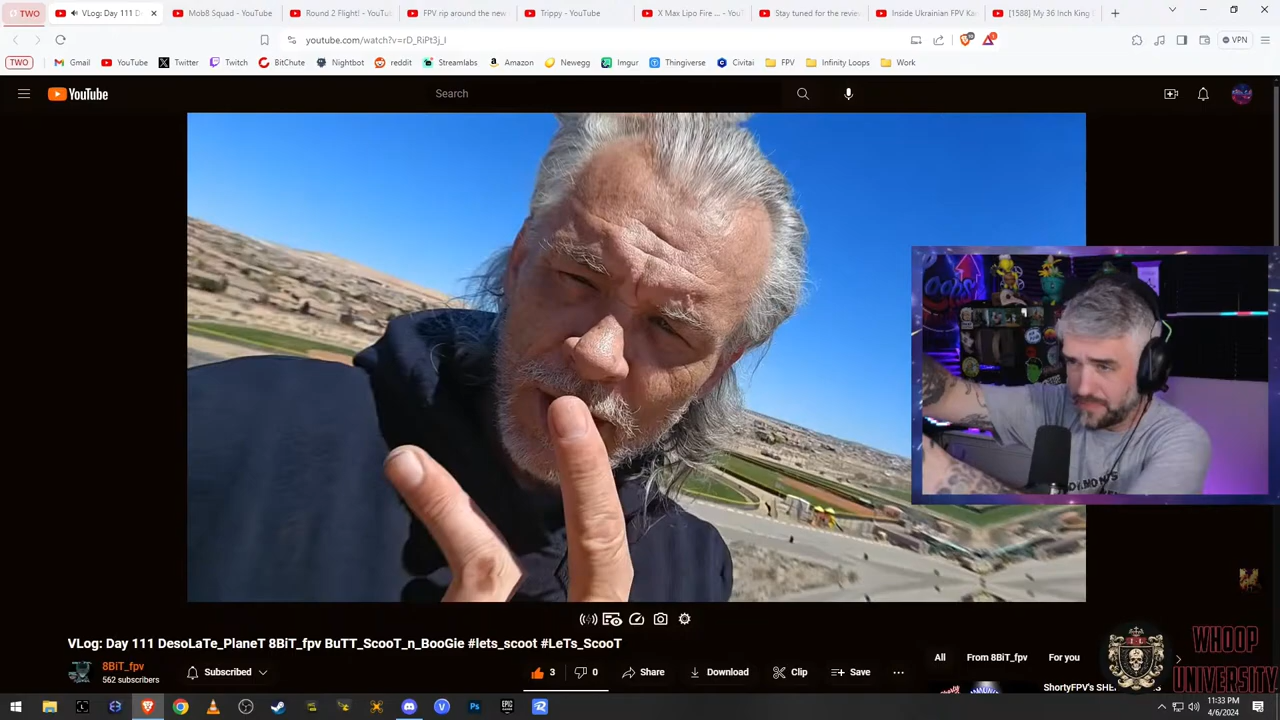 TWO
VLog: Day 111 D
Mob8 Squad - YouTube
Round 2 Flight! - YouTu
FPV rip around the new
Trippy - YouTube
X Max Lipo Fire ... - You
Stay tuned for the revie
Inside Ukrainian FPV Ka
[1588] My 36 Inch King
youtube.com/watch?v=rD_RiPt3j_I
VPN
TWO
Gmail
YouTube
Twitter
Twitch
BitChute
Nightbot
reddit
Streamlabs
Amazon
Newegg
Imgur
Thingiverse
Civitai
FPV
Infinity Loops
Work
YouTube
Search
VLog: Day 111 DesoLaTe_PlaneT 8BiT_fpv BuTT_ScooT_n_BooGie #lets_scoot #LeTs_ScooT
8BiT_fpv
562 subscribers
Subscribed
3
0
Share
Download
Clip
Save
All
From 8BiT_fpv
For you
ShortyFPV's SHE
WHOOP
UNIVERSITY
11:33 PM
4/6/2024